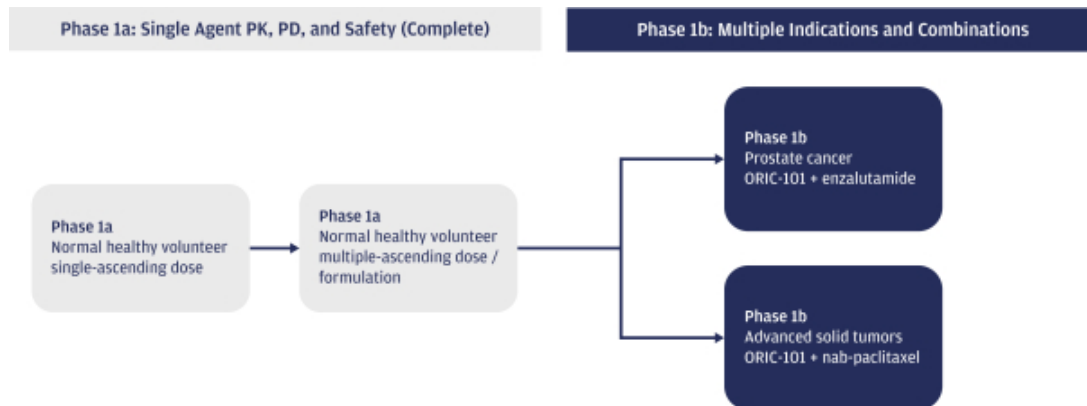 Phase 1a: Single Agent PK, PD, and Safety (Complete)
Phase 1b: Multiple Indications and Combinations
Phase 1a
Normal healthy volunteer
single-ascending dose
Phase 1a
Normal healthy volunteer
multiple-ascending dose /
formulation
Phase 1b
Prostate cancer
ORIC-101 + enzalutamide
Phase 1b
Advanced solid tumors
ORIC-101 + nab-paclitaxel